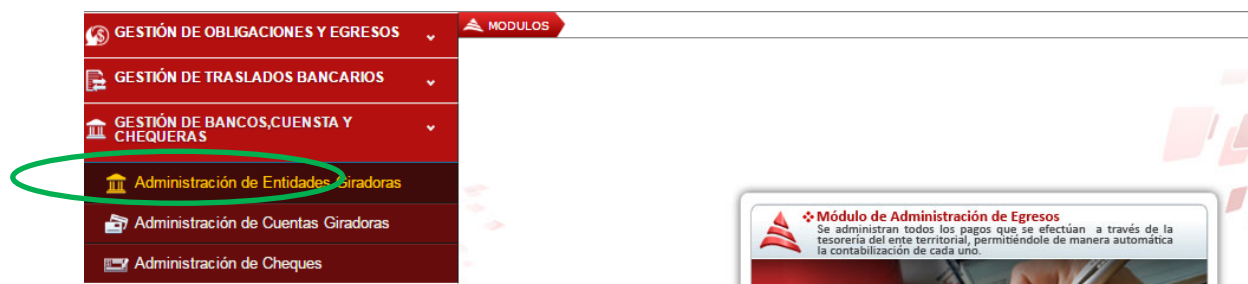 GESTIÓN DE OBLIGACIONES Y EGRESOS
MODULOS
GESTIÓN DE TRASLADOS BANCARIOS
GESTIÓN DE BANCOS,CUENSTA Y
CHEQUERAS
Administración de Entidades Giradoras
Administración de Cuentas Giradoras
Administración de Cheques
Módulo de Administración de Egresos
Se administran todos los pagos que se efectúan a través de la
tesorería del ente territorial, permitiéndole de manera automática
la contabilización de cada uno.